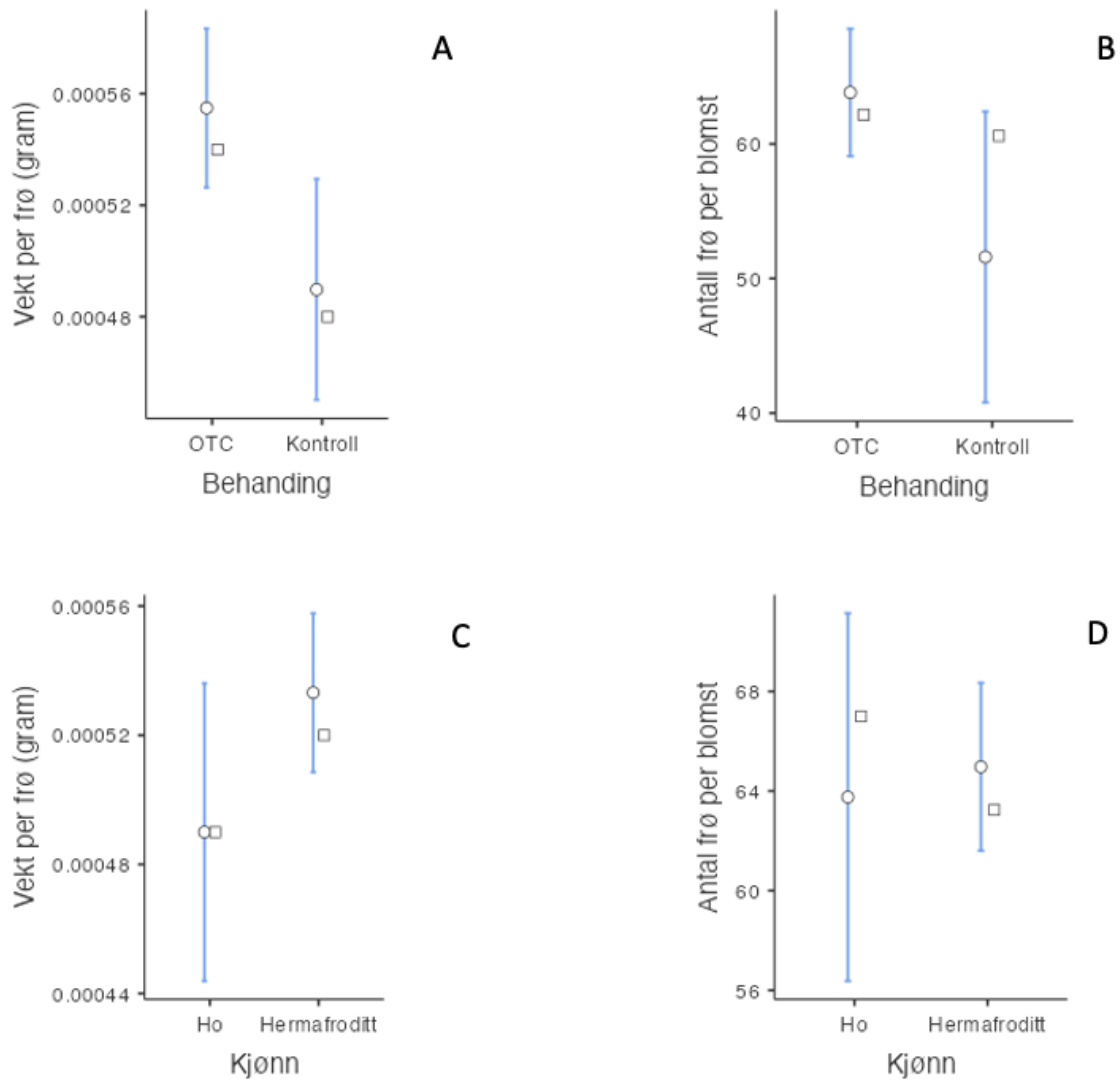 A
Vekt per frø (gram)
0.00056
0.00052
0.00048
OTC
Kontroll
Behanding
B
Antall frø per blomst
60
50
40
OTC
Kontroll
Behanding
C
Vekt per frø (gram)
0.00056
0.00052
0.00048
0.00044
Ho
Hermafroditt
Kjønn
D
Antal frø per blomst
68
64
60
56
Ho
Hermafroditt
Kjønn